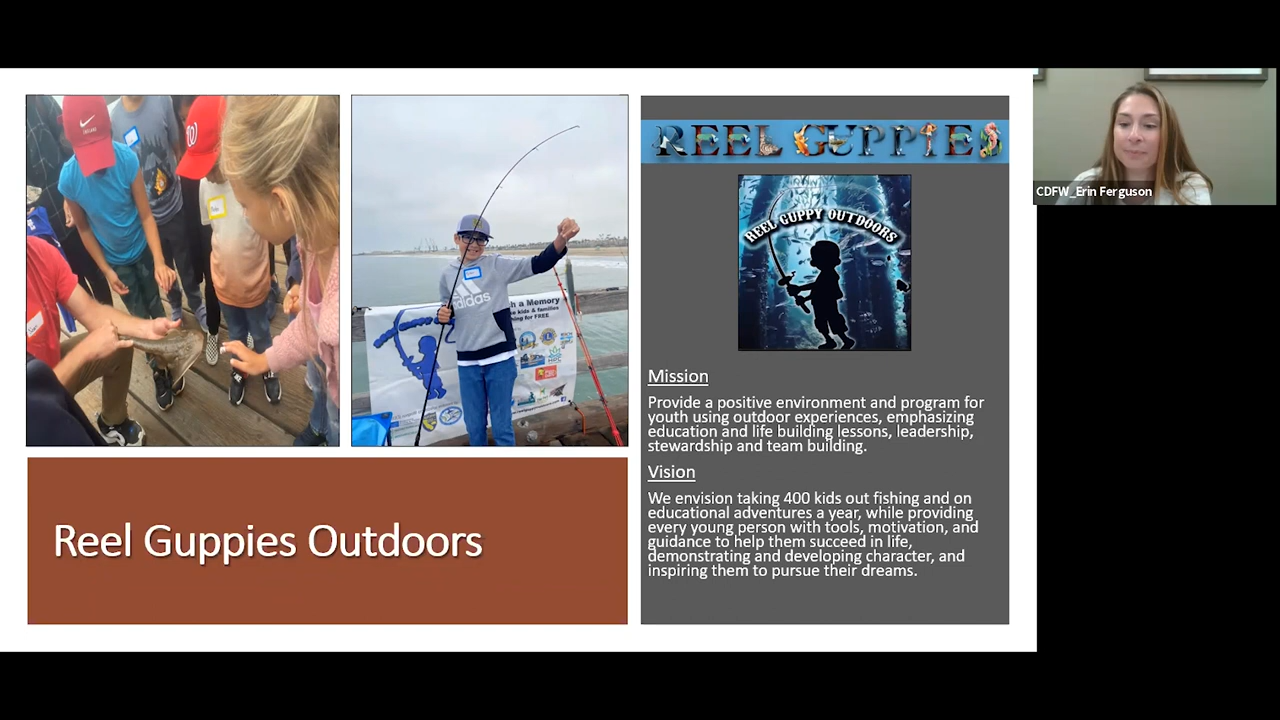 REEL GUPPIES
REEL GUPPY OUTDOORS
CDFW_Erin Ferguson
adidas
h a Memory
e kids & families
ng for FREE
Mission
Provide a positive environment and program for
youth using outdoor experiences, emphasizing
education and life building lessons, leadership,
stewardship and team building.
Vision
We envision taking 400 kids out fishing and on
educational adventures a year, while providing
every young person with tools, motivation, and
guidance to help them succeed in life,
demonstrating and developing character, and
inspiring them to pursue their dreams.
Reel Guppies Outdoors